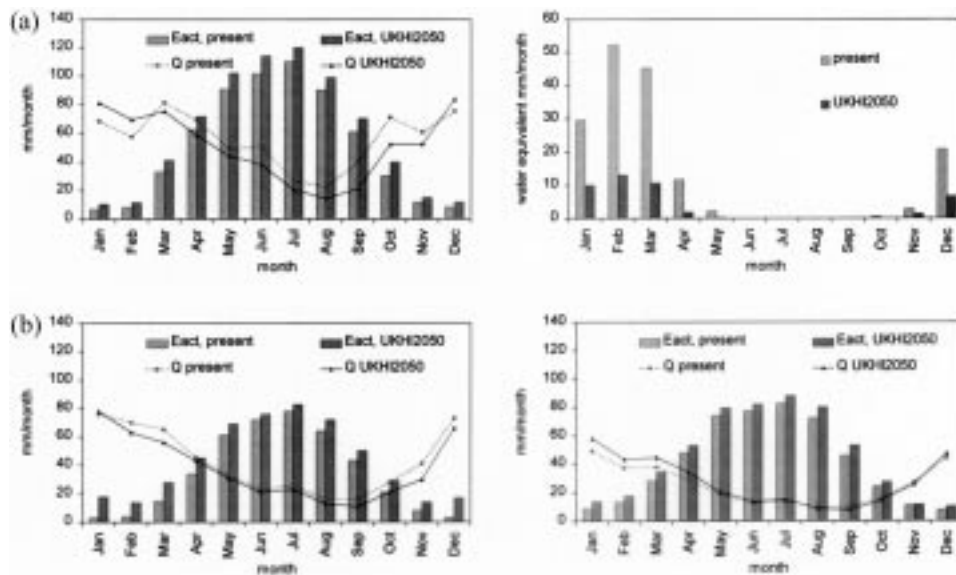 (a)
140
120
100
80
60
40
20
0
mm/month
Eact, present
Eact, UKHI2050
Q present
Q UKHI2050
Jan Feb Mar Apr May Jun Jul Aug Sep Oct Nov Dec
month
60
50
40
30
20
10
0
water equivalent mm/month
present
UKHI2050
Jan Feb Mar Apr May Jun Jul Aug Sep Oct Nov Dec
month
(b)
140
120
100
80
60
40
20
0
mm/month
Eact, present
Eact, UKHI2050
Q present
Q UKHI2050
Jan Feb Mar Apr May Jun Jul Aug Sep Oct Nov Dec
month
140
120
100
80
60
40
20
0
mm/month
Eact, present
Eact, UKHI2050
Q present
Q UKHI2050
Jan Feb Mar Apr May Jun Jul Aug Sep Oct Nov Dec
month